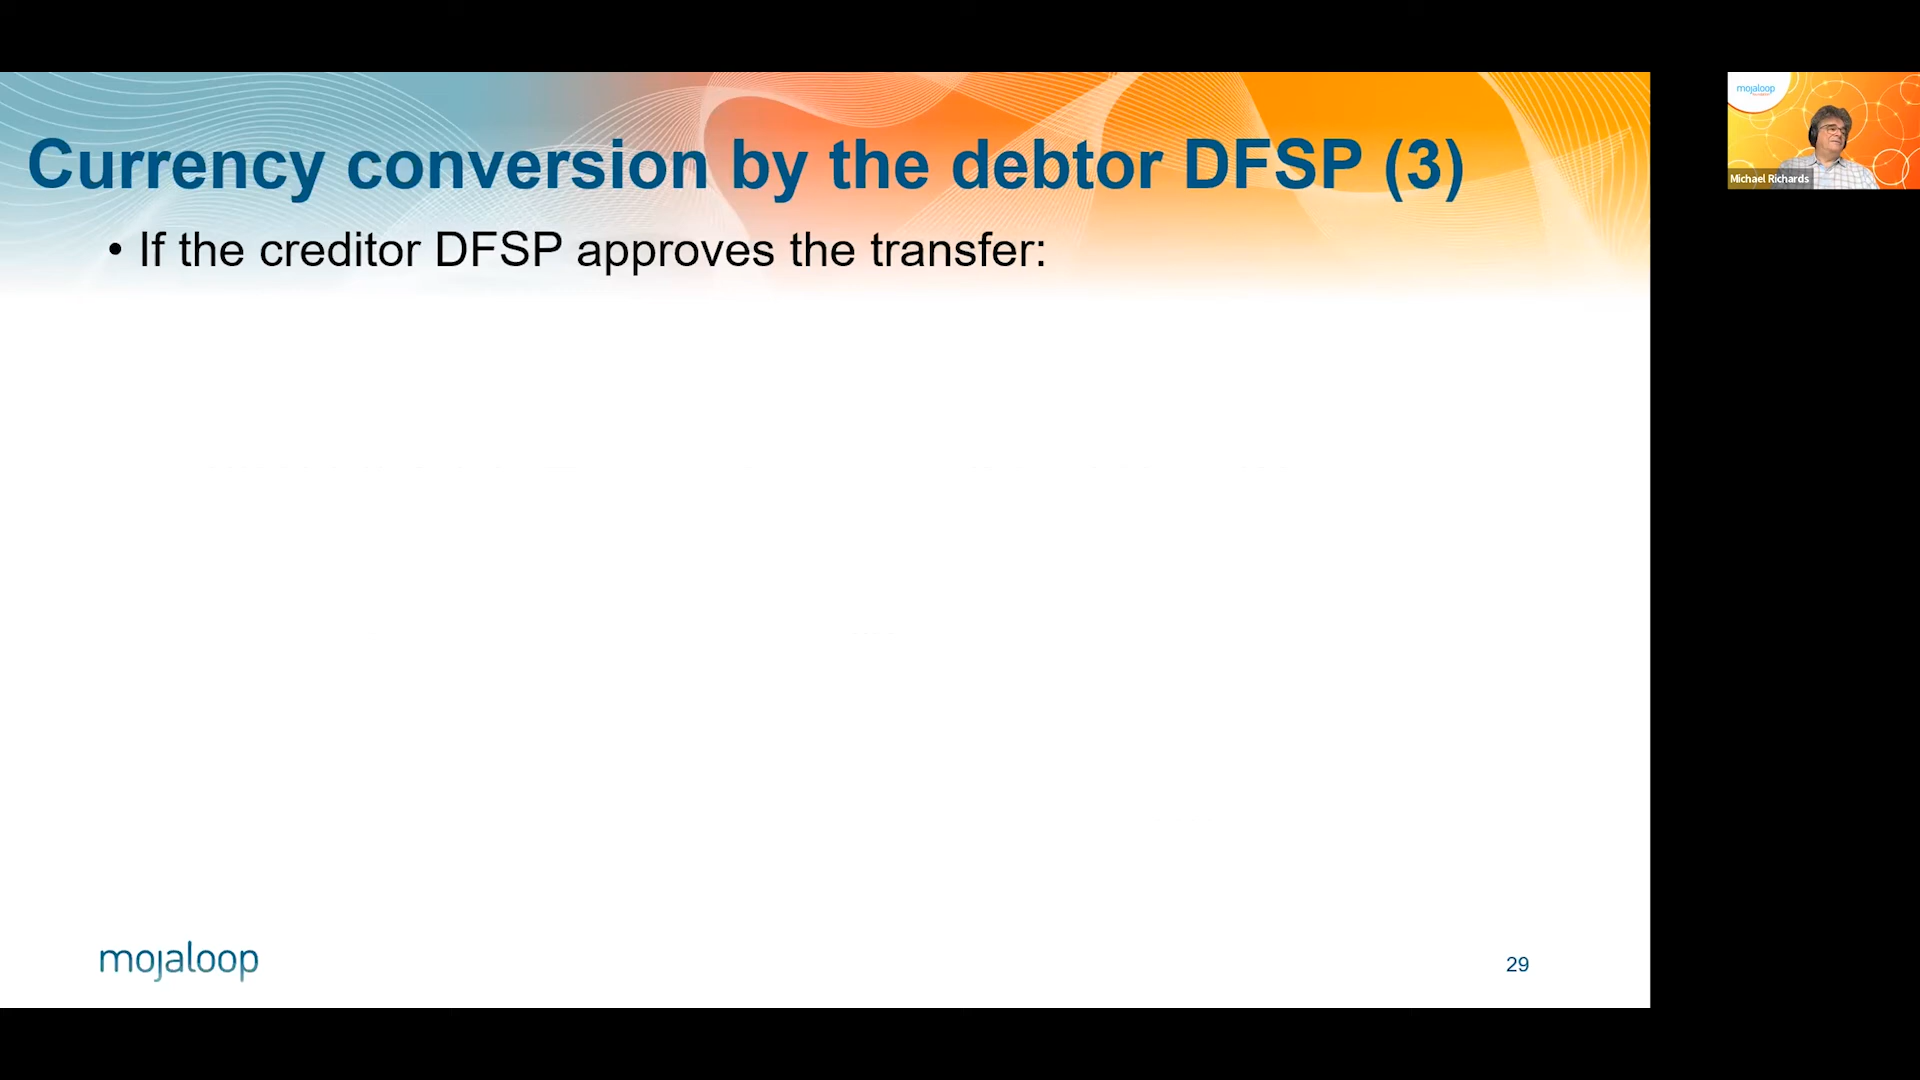 Currency conversion by the debtor DFSP (3)
• If the creditor DFSP approves the transfer:
mojaloop
29
mojaloop
Michael Richards